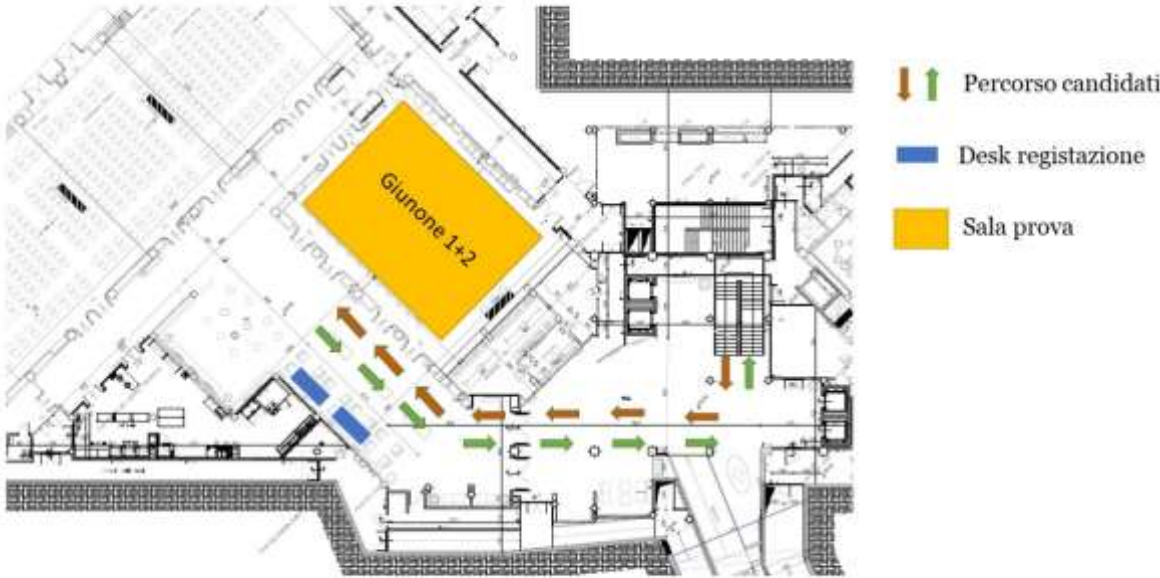 Giunone 1+2
Percorso candidati
Desk registazione
Sala prova